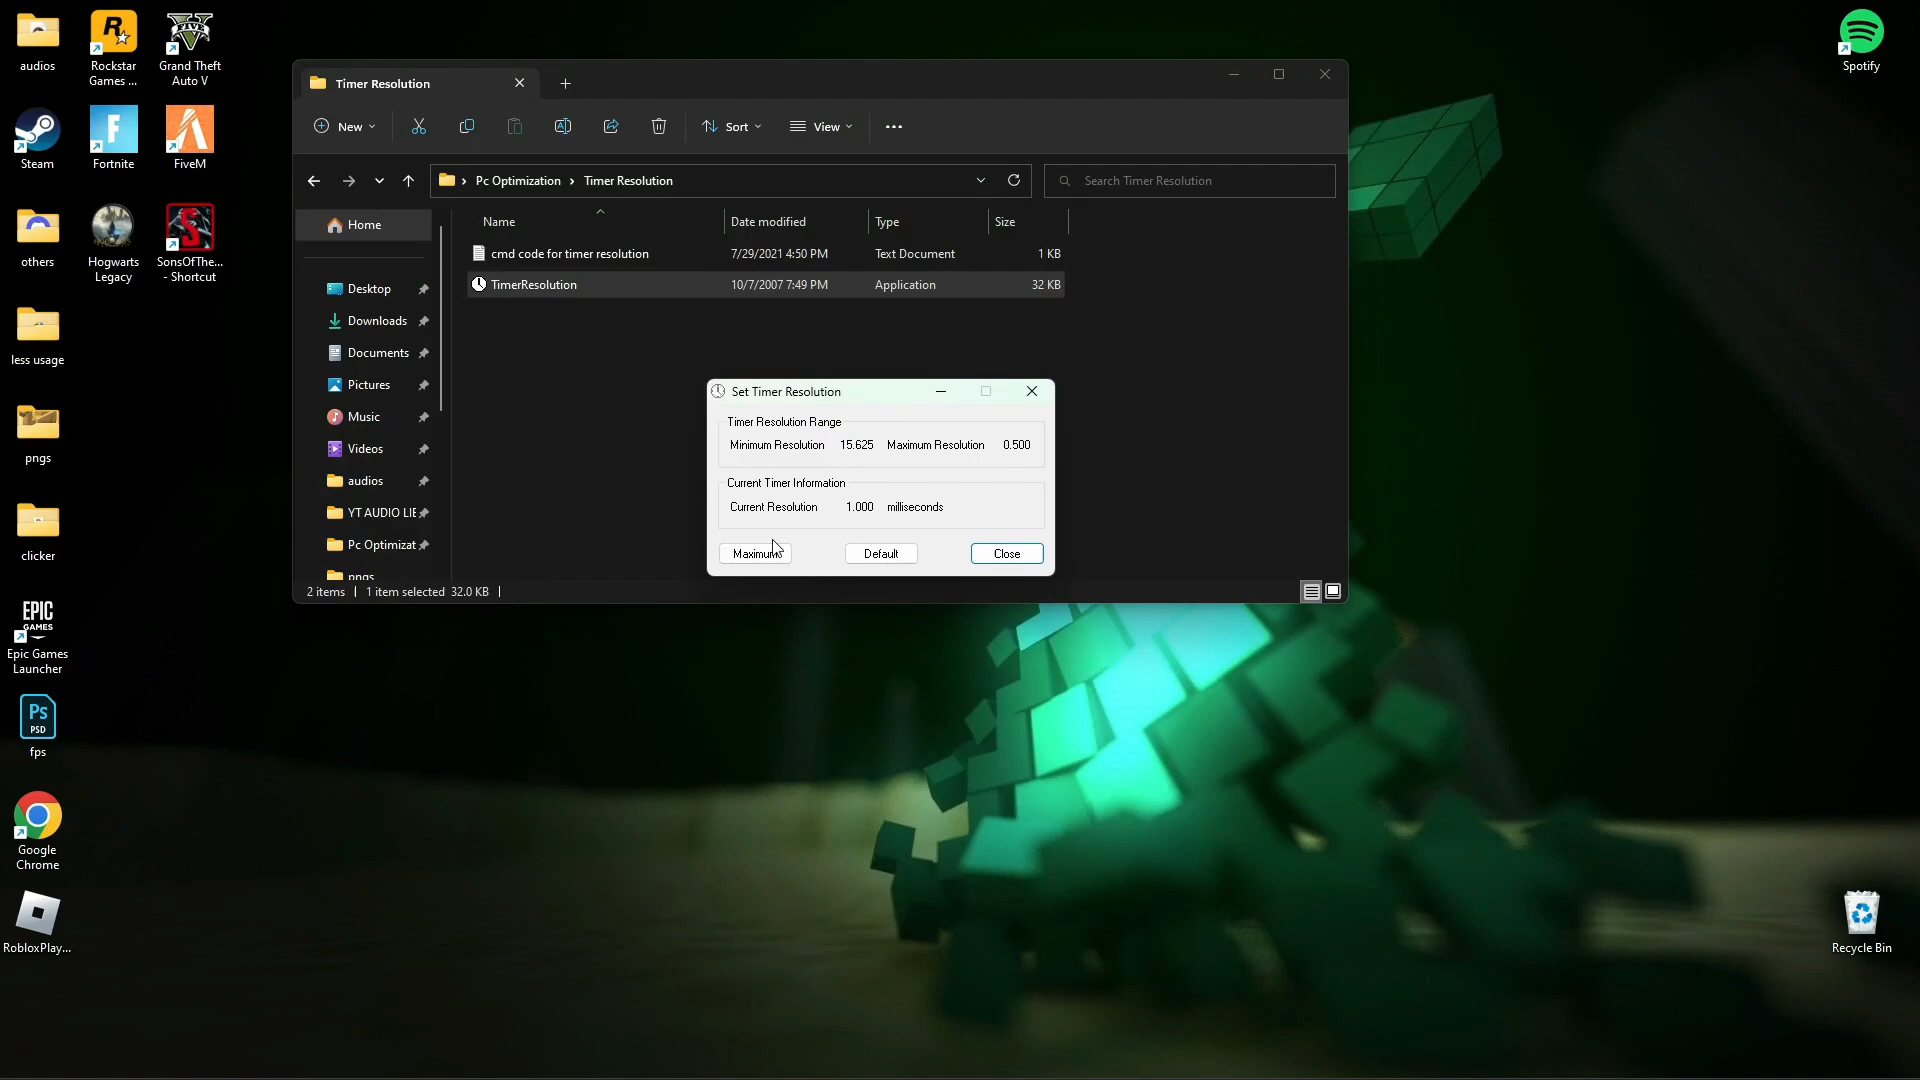 audios
Rockstar
Games ...
Grand Theft
Auto V
Steam
Fortnite
FiveM
others
Hogwarts
Legacy
SonsOfThe...
- Shortcut
less usage
pngs
clicker
EPIC
GAMES
Epic Games
Launcher
Ps
PSD
fps
Google
Chrome
RobloxPlay...
Timer Resolution
New
Sort
View
Pc Optimization
Timer Resolution
Search Timer Resolution
Name
Date modified
Type
Size
cmd code for timer resolution
7/29/2021 4:50 PM
Text Document
1 KB
TimerResolution
10/7/2007 7:49 PM
Application
32 KB
Home
Desktop
Downloads
Documents
Pictures
Music
Videos
audios
YT AUDIO LIE
Pc Optimizat
pngs
2 items
1 item selected 32.0 KB
Set Timer Resolution
Timer Resolution Range
Minimum Resolution 15.625 Maximum Resolution 0.500
Current Timer Information
Current Resolution 1.000 milliseconds
Maximum
Default
Close
Spotify
Recycle Bin